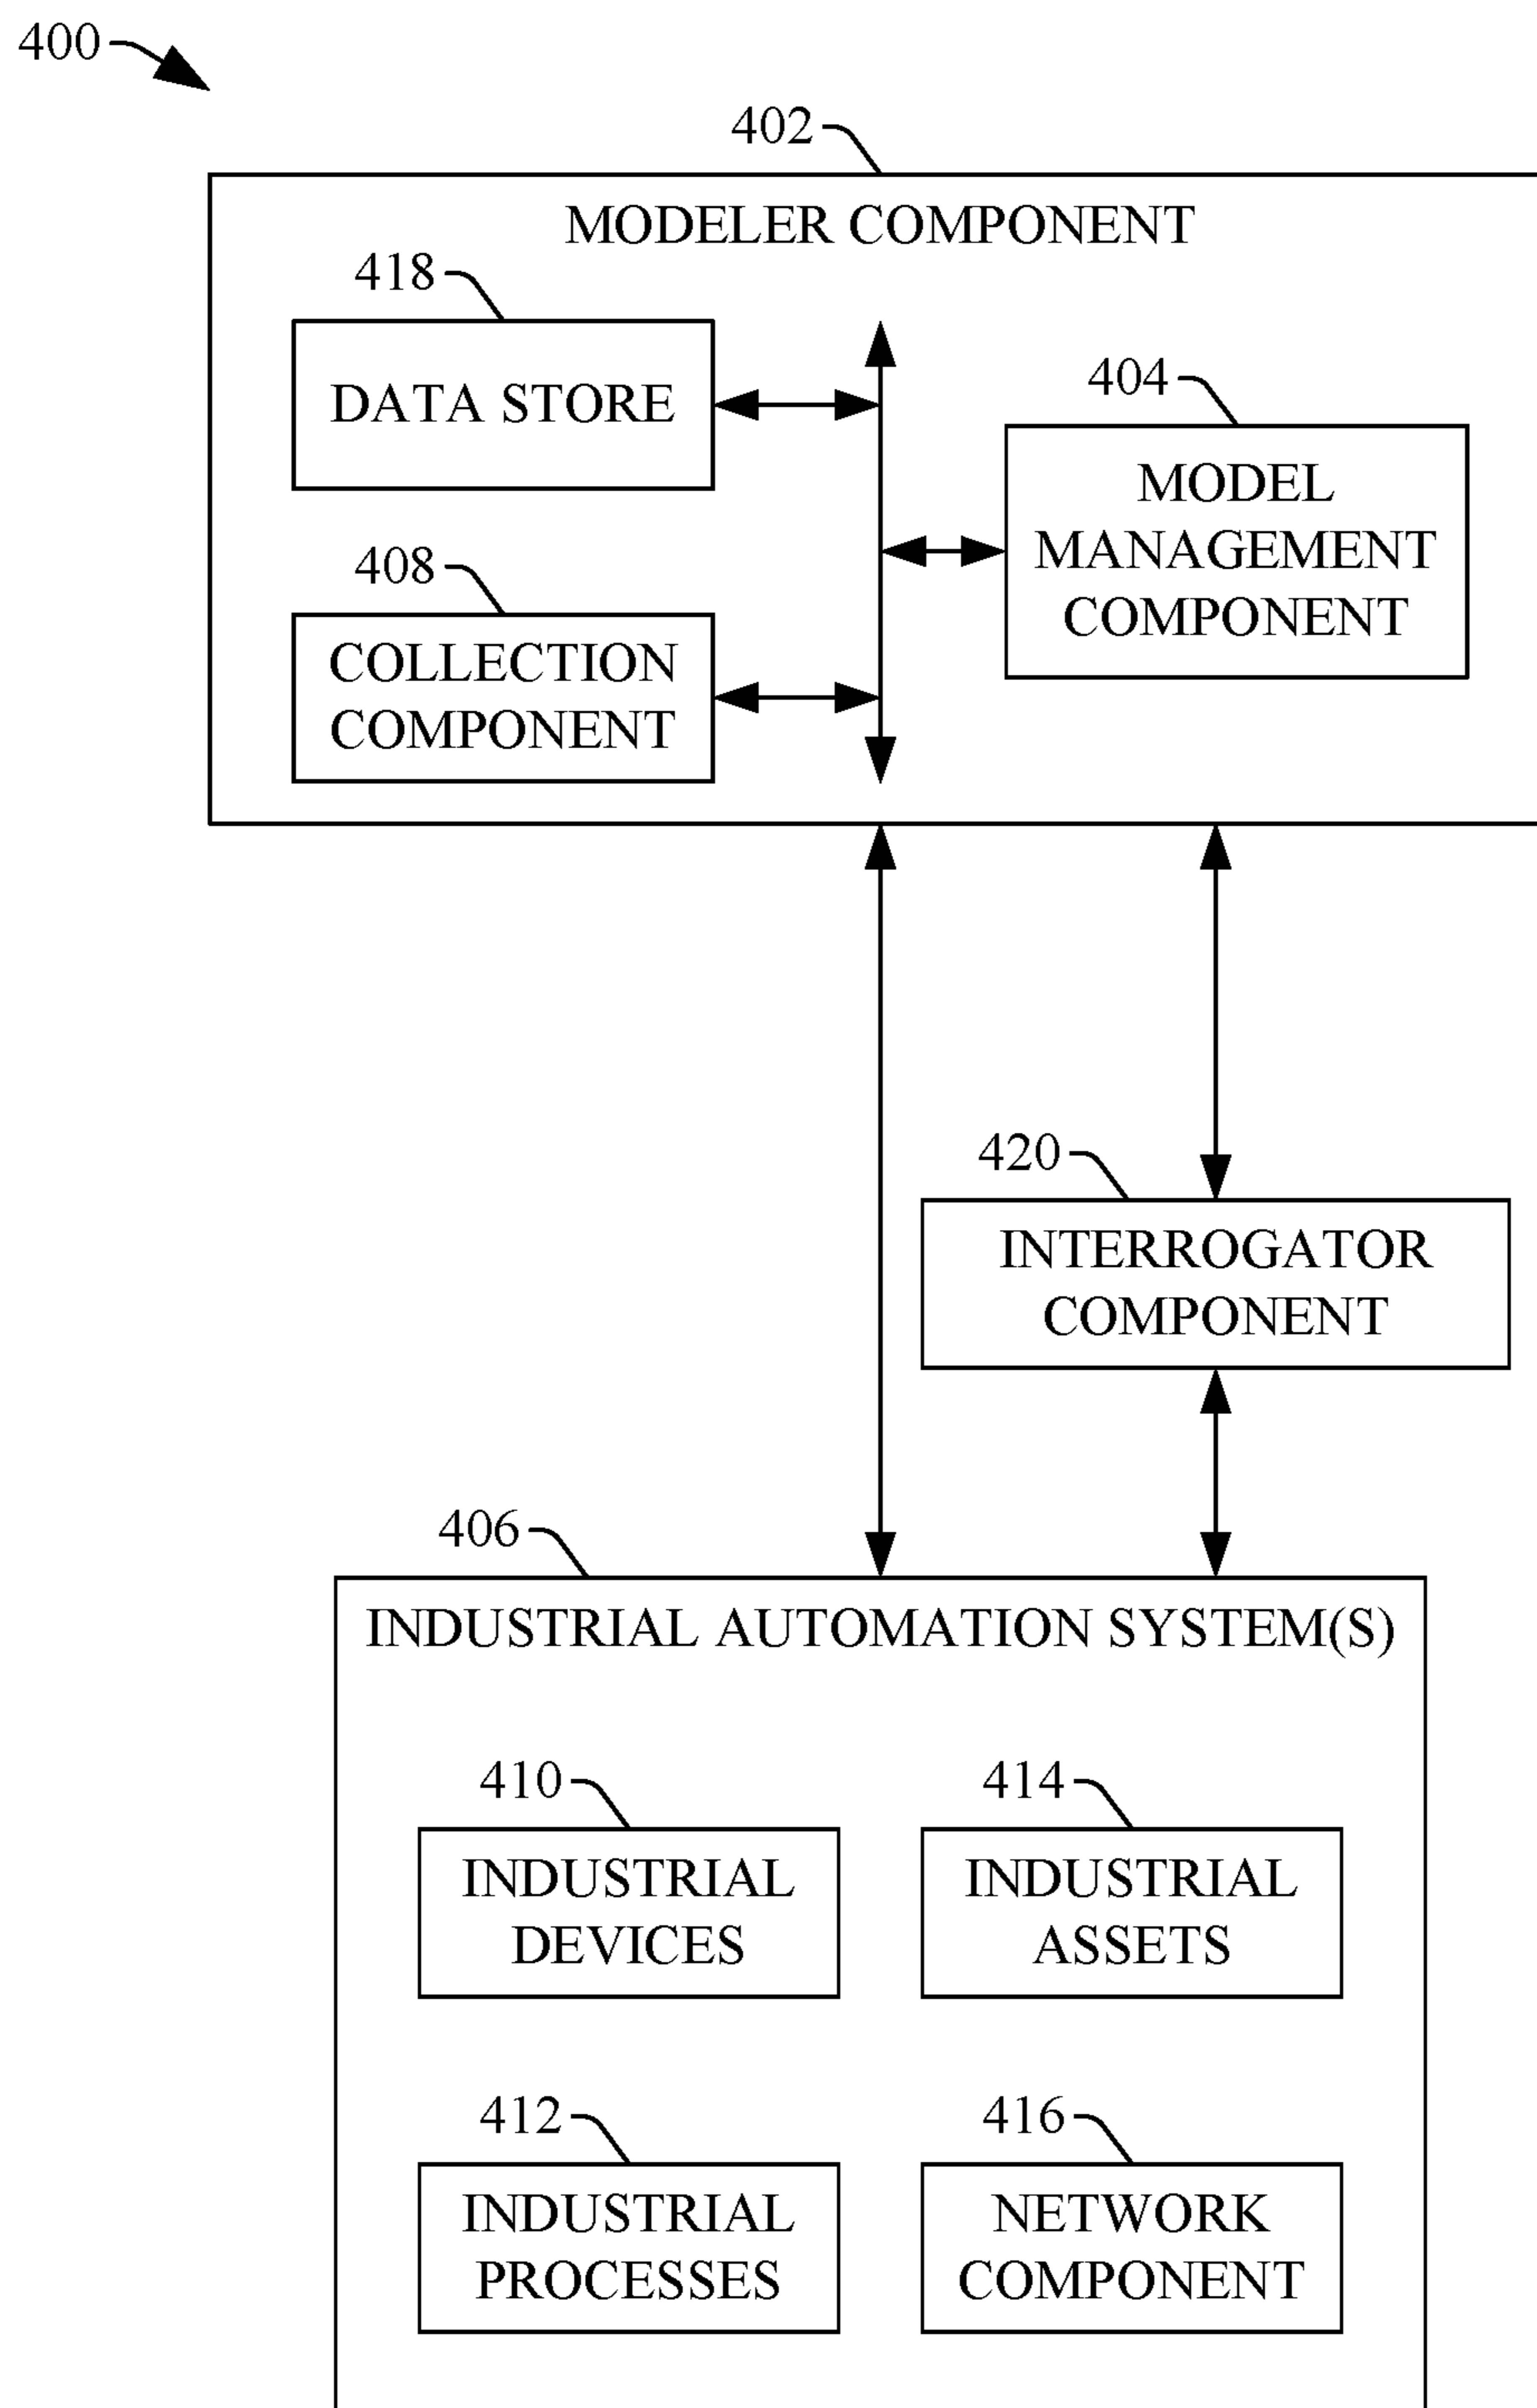 400
402
MODELER COMPONENT
418
DATA STORE
404
MODEL
MANAGEMENT
COMPONENT
408
COLLECTION
COMPONENT
420
INTERROGATOR
COMPONENT
406
INDUSTRIAL AUTOMATION SYSTEM(S)
410
INDUSTRIAL
DEVICES
414
INDUSTRIAL
ASSETS
412
INDUSTRIAL
PROCESSES
416
NETWORK
COMPONENT